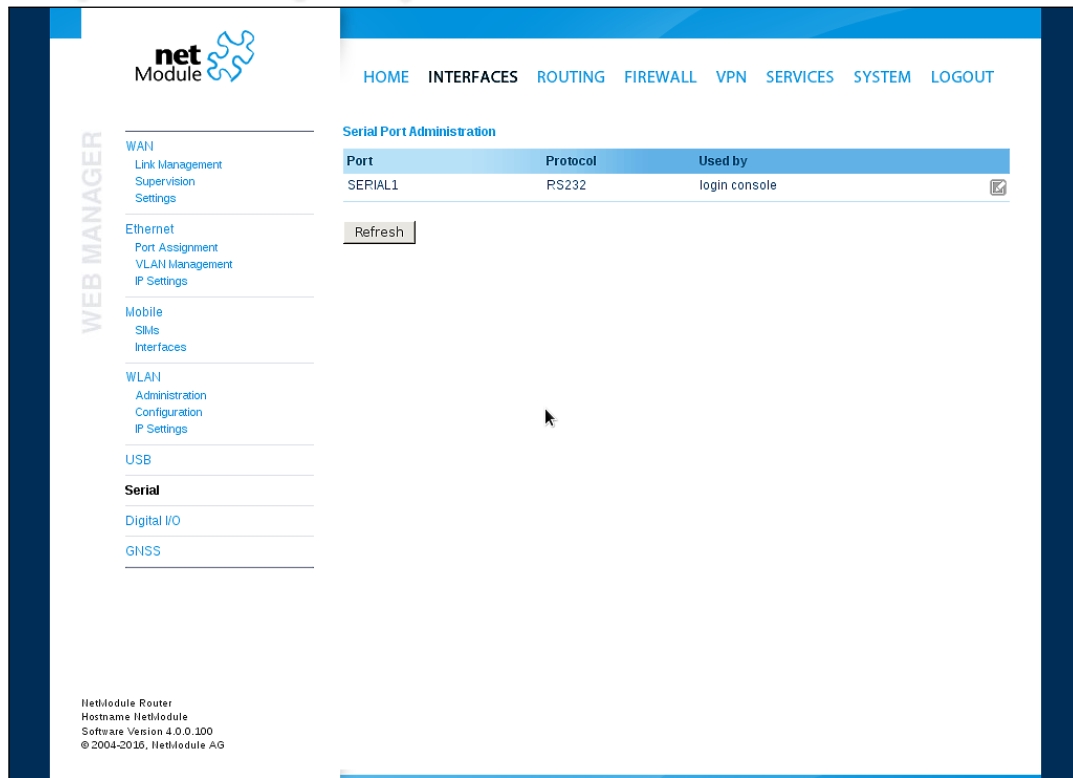 net
Module
HOME INTERFACES ROUTING FIREWALL VPN SERVICES SYSTEM LOGOUT
WEB MANAGER
WAN
Link Management
Supervision
Settings
Ethernet
Port Assignment
VLAN Management
IP Settings
Mobile
SIMs
Interfaces
WLAN
Administration
Configuration
IP Settings
USB
Serial
Digital I/O
GNSS
Serial Port Administration
Port Protocol Used by
SERIAL1 RS232 login console
Refresh
NetModule Router
Hostname NetModule
Software Version 4.0.0.100
© 2004-2016, NetModule AG